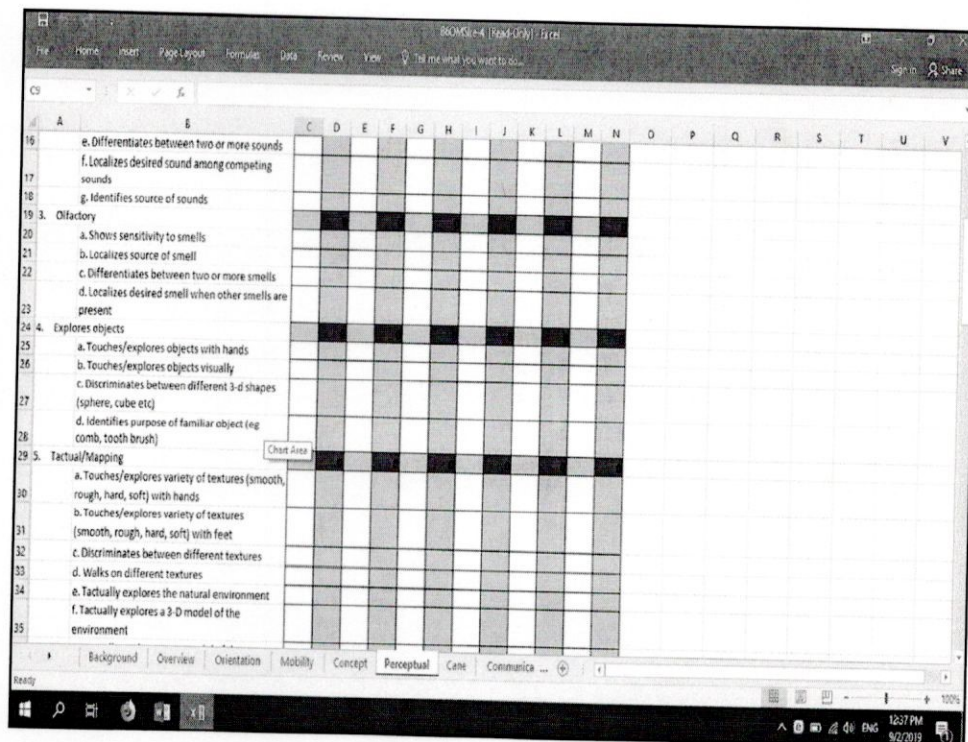 B6OMSke-4 [Read-Only] - Excel
File Home Insert Page Layout Formulas Data Review View Tell me what you want to do... Sign in Share
C9
A B C D E F G H I J K L M N O P Q R S T U V
16 e. Differentiates between two or more sounds
f. Localizes desired sound among competing
17 sounds
18 g. Identifies source of sounds
19 3. Olfactory
20 a. Shows sensitivity to smells
21 b. Localizes source of smell
22 c. Differentiates between two or more smells
d. Localizes desired smell when other smells are
23 present
24 4. Explores objects
25 a. Touches/explores objects with hands
26 b. Touches/explores objects visually
c. Discriminates between different 3-d shapes
27 (sphere, cube etc)
d. Identifies purpose of familiar object (eg
28 comb, tooth brush)
Chart Area
29 5. Tactual/Mapping
a. Touches/explores variety of textures (smooth,
30 rough, hard, soft) with hands
b. Touches/explores variety of textures
31 (smooth, rough, hard, soft) with feet
32 c. Discriminates between different textures
33 d. Walks on different textures
34 e. Tactually explores the natural environment
f. Tactually explores a 3-D model of the
35 environment
Background Overview Orientation Mobility Concept Perceptual Cane Communica ...
Ready 100%
ENG 12:37 PM
9/2/2019